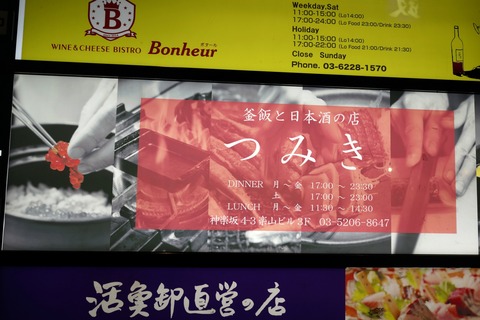 B
WINE & CHEESE BISTRO Bonheur
ボヌール
Weekday.Sat
11:00-15:00 (Lo14:00)
17:00-24:00 (Lo Food 23:00/Drink 23:30)
Holiday
11:00-15:00 (Lo14:00)
17:00-22:00 (Lo Food 21:00/Drink 21:30)
Close Sunday
Phone. 03-6228-1570
釜飯と日本酒の店
つみき
DINNER 月〜金 17:00 〜 23:30
土 17:00 〜 23:00
LUNCH 月〜金 11:30 〜 14:30
神楽坂 4-3 楽山ビル 3F 03-5206-8647
活魚卸直営の店